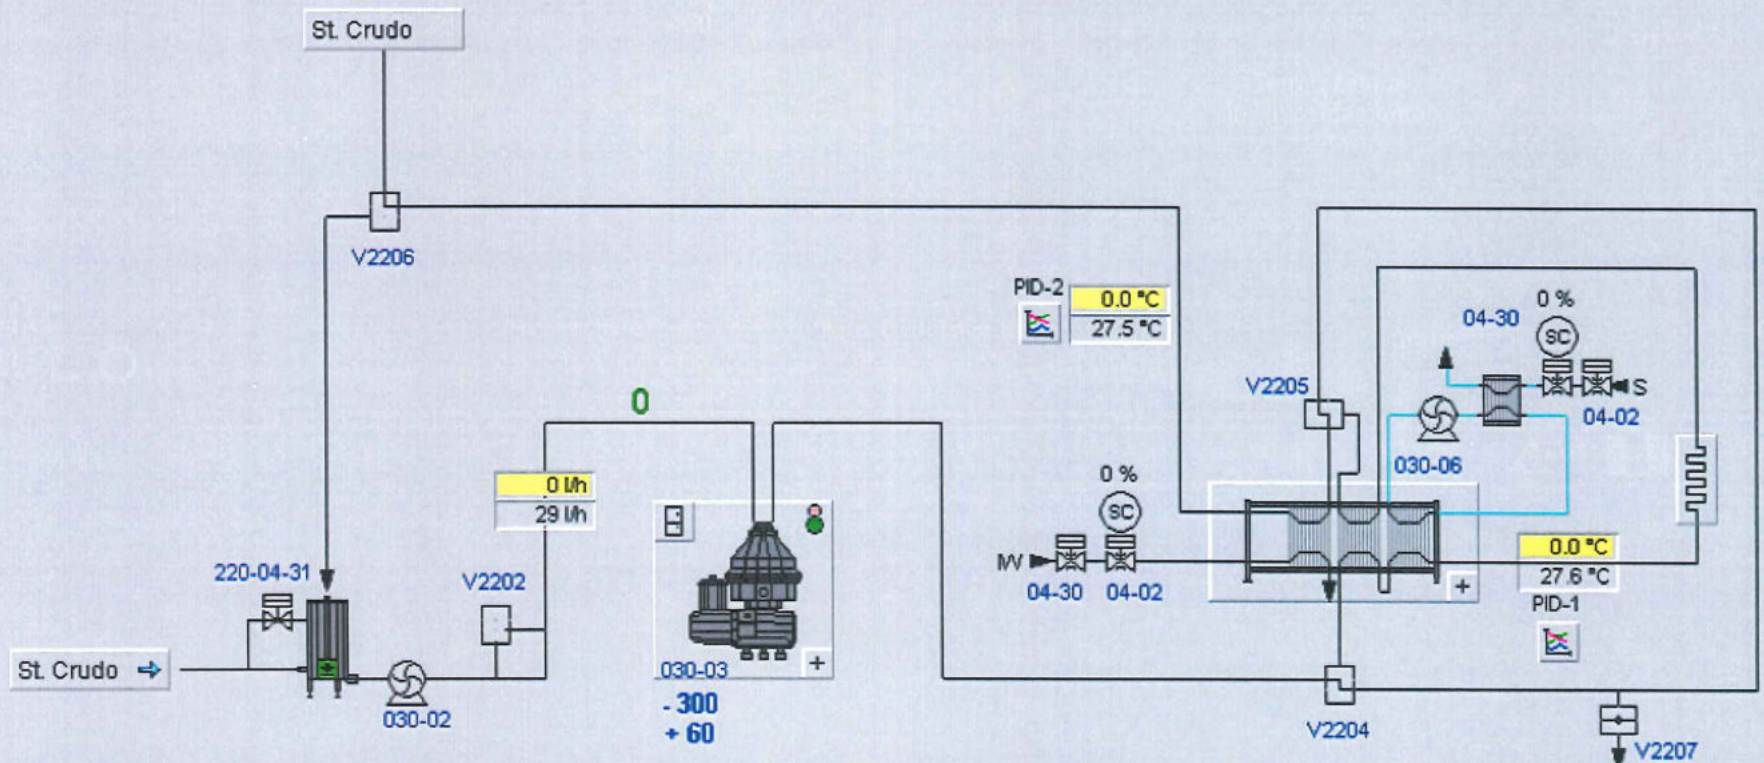 St. Crudo
V2206
PID-2
0.0 °C
27.5 °C
0 %
04-30
SC
S
04-02
V2205
030-06
0
0 l/h
29 l/h
0 %
SC
IW
04-30
04-02
220-04-31
V2202
0.0 °C
27.6 °C
PID-1
+
St. Crudo
030-02
030-03
+
- 300
+ 60
V2204
V2207